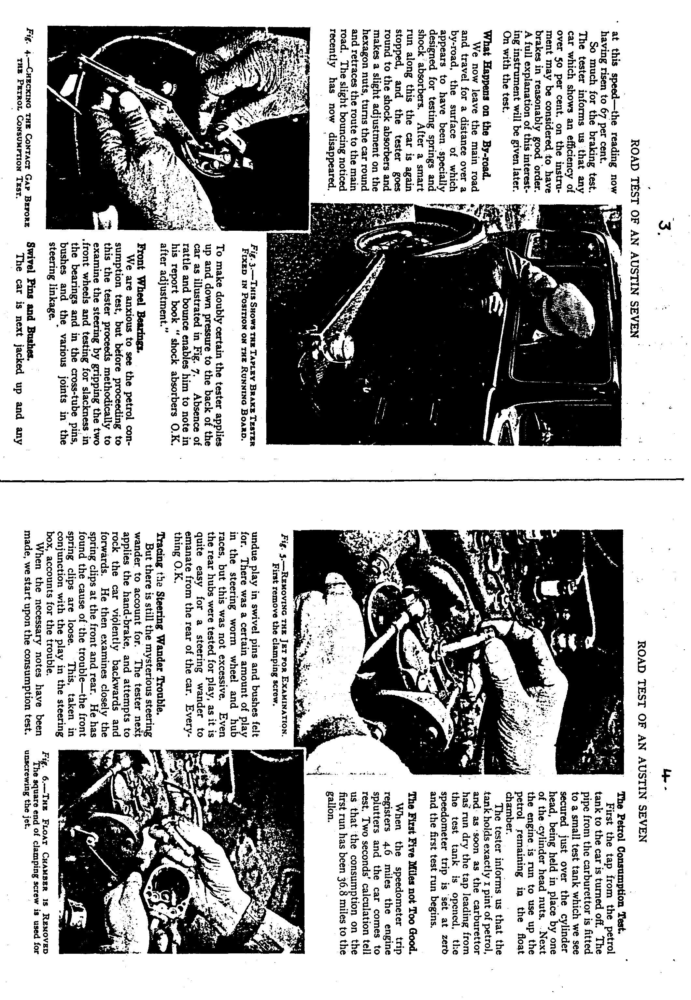 3.
ROAD TEST OF AN AUSTIN SEVEN
at this speed—the reading now
having risen to 67 per cent.
So much for the braking test.
The tester informs us that any
car which shows an efficiency of
over 50 per cent. on the instru-
ment may be considered to have
brakes in reasonably good order.
A full explanation of this interest-
ing instrument will be given later.
On with the test.
What Happens on the By-road.
We now leave the main road
and travel for a distance over a
by-road, the surface of which
appears to have been specially
designed for testing springs and
shock absorbers. After a smart
run along this the car is again
stopped, and the tester goes
round to the shock absorbers and
makes a slight adjustment on the
hexagon nuts, turns the car round
and retraces the route to the main
road. The slight bouncing noticed
recently has now disappeared.
Fig. 4.—CHECKING THE CONTACT GAP BEFORE
THE PETROL CONSUMPTION TEST.
Fig. 3.—THIS SHOWS THE TAPLEY BRAKE TESTER
FIXED IN POSITION ON THE RUNNING BOARD.
To make doubly certain the tester applies
up and down pressure to the back of the
car as illustrated in Fig. 7. Absence of
rattle and bounce enables him to note in
his report book "shock absorbers O.K.
after adjustment."
Front Wheel Bearings.
We are anxious to see the petrol con-
sumption test, but before proceeding to
this the tester proceeds methodically to
examine the steering by gripping the two
front wheels and testing for slackness in
the bearings and in the cross-tube pins,
bushes and the various joints in the
steering linkage.
Swivel Pins and Bushes.
The car is next jacked up and any
4.
ROAD TEST OF AN AUSTIN SEVEN
Fig. 5.—REMOVING THE JET FOR EXAMINATION.
First remove the clamping screw.
undue play in swivel pins and bushes felt
for. There was a certain amount of play
in the steering worm wheel and hub
races, but this was not excessive. Even
the rear hubs were tested for play, as it is
quite easy for a steering wander to
emanate from the rear of the car. Every-
thing O.K.
Tracing the Steering Wander Trouble.
But there is still the mysterious steering
wander to account for. The tester next
applies the hand-brake, and attempts to
rock the car violently backwards and
forwards. He then examines closely the
spring clips at the front and rear. He has
found the cause of the trouble—the front
spring clips are loose. This, taken in
conjunction with the play in the steering
box, accounts for the trouble.
When the necessary notes have been
made, we start upon the consumption test.
The Petrol Consumption Test.
First the tap from the petrol
tank to the car is turned off. The
pipe from the carburettor is fitted
to a small test tank which we see
secured just over the cylinder
head, being held in place by one
of the cylinder head nuts. Next
the engine is run to use up the
petrol remaining in the float
chamber.
The tester informs us that the
tank holds exactly 1 pint of petrol,
and as soon as the carburettor
has run dry the tap leading from
the test tank is opened, the
speedometer trip is set at zero
and the first test run begins.
The First Five Miles not Too Good.
When the speedometer trip
registers 4.6 miles the engine
splutters and the car comes to
rest. Two seconds' calculation tell
us that the consumption on the
first run has been 36.8 miles to the
gallon.
Fig. 6.—THE FLOAT CHAMBER IS REMOVED
The square end of clamping screw is used for
unscrewing the jet.